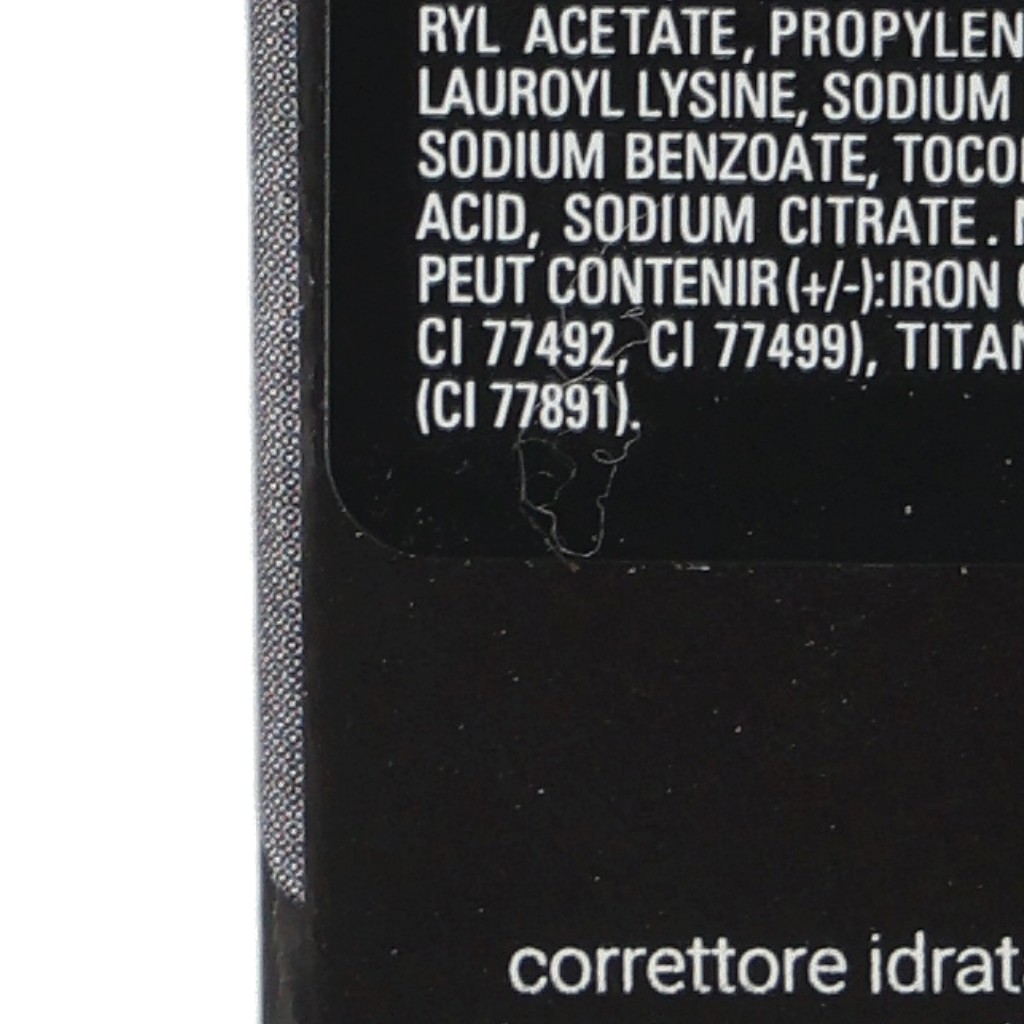 RYL ACETATE, PROPYLEN
LAUROYL LYSINE, SODIUM
SODIUM BENZOATE, TOCO
ACID, SODIUM CITRATE.
PEUT CONTENIR(+/-):IRON
CI 77492, CI 77499), TITAN
(CI 77891).
correttore idrat